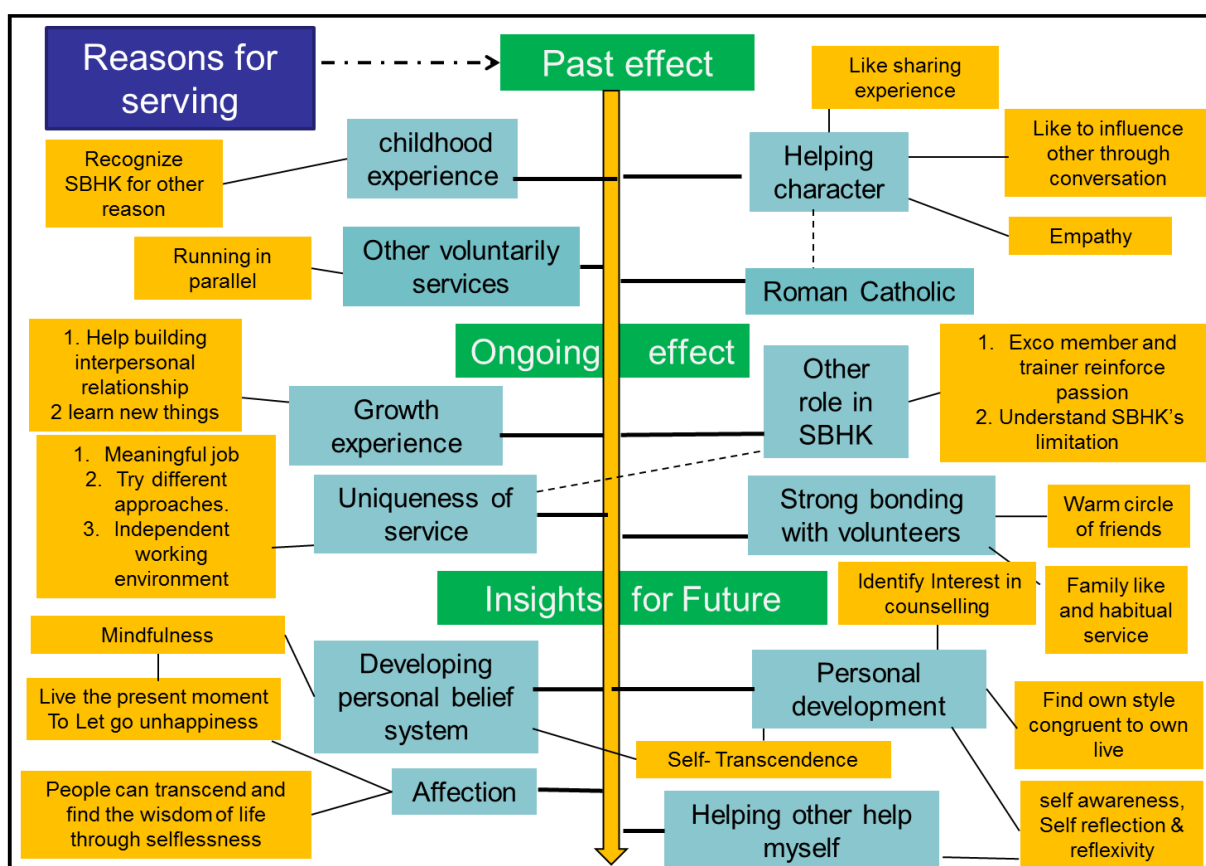 Reasons for
serving
Past effect
Like sharing
experience
childhood
experience
Recognize
SBHK for other
reason
Helping
character
Like to influence
other through
conversation
Empathy
Other voluntarily
services
Running in
parallel
Roman Catholic
Ongoing effect
1. Help building
interpersonal
relationship
2 learn new things
Growth
experience
Other
role in
SBHK
1. Exco member and
trainer reinforce
passion
2. Understand SBHK's
limitation
1. Meaningful job
2. Try different
approaches.
3. Independent
working
environment
Uniqueness of
service
Strong bonding
with volunteers
Warm circle
of friends
Family like
and habitual
service
Insights for Future
Identify Interest in
counselling
Mindfulness
Live the present moment
To Let go unhappiness
Developing
personal belief
system
Personal
development
Find own style
congruent to own
live
Self- Transcendence
People can transcend and
find the wisdom of life
through selflessness
Affection
Helping other help
myself
self awareness,
Self reflection &
reflexivity